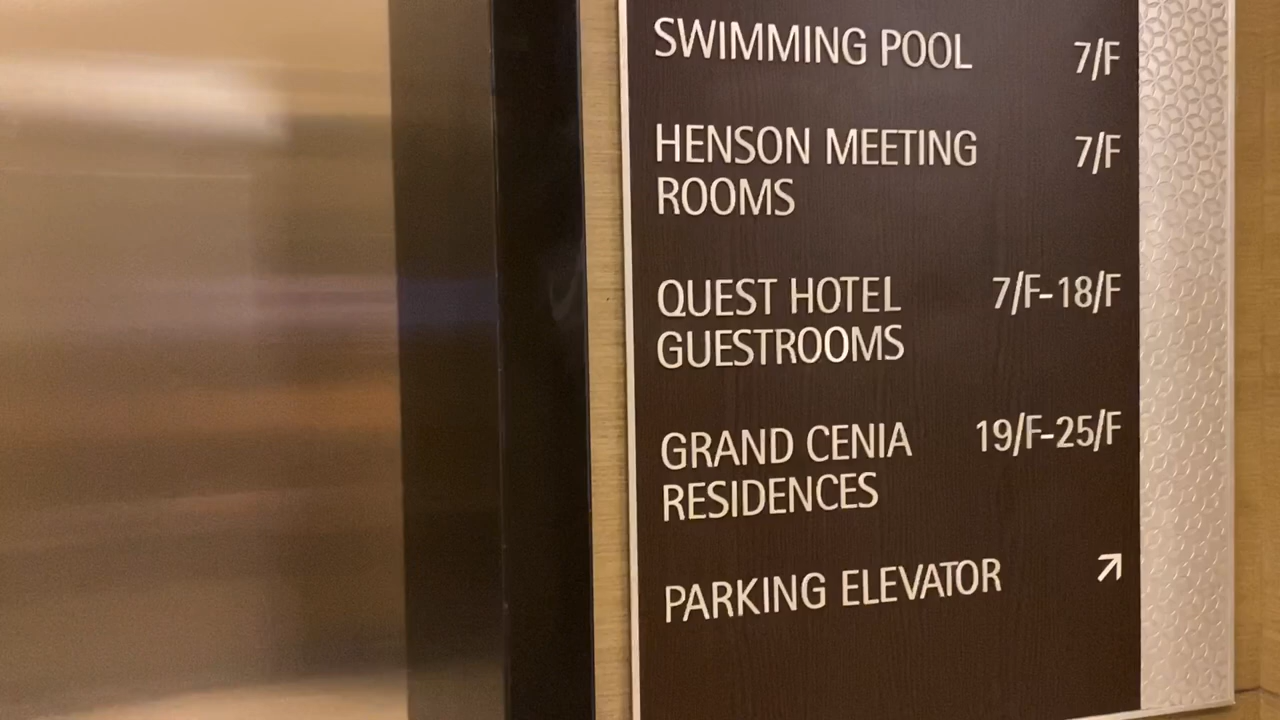 SWIMMING POOL 7/F
HENSON MEETING 7/F
ROOMS
QUEST HOTEL 7/F-18/F
GUESTROOMS
GRAND CENIA 19/F-25/F
RESIDENCES
PARKING ELEVATOR ↗